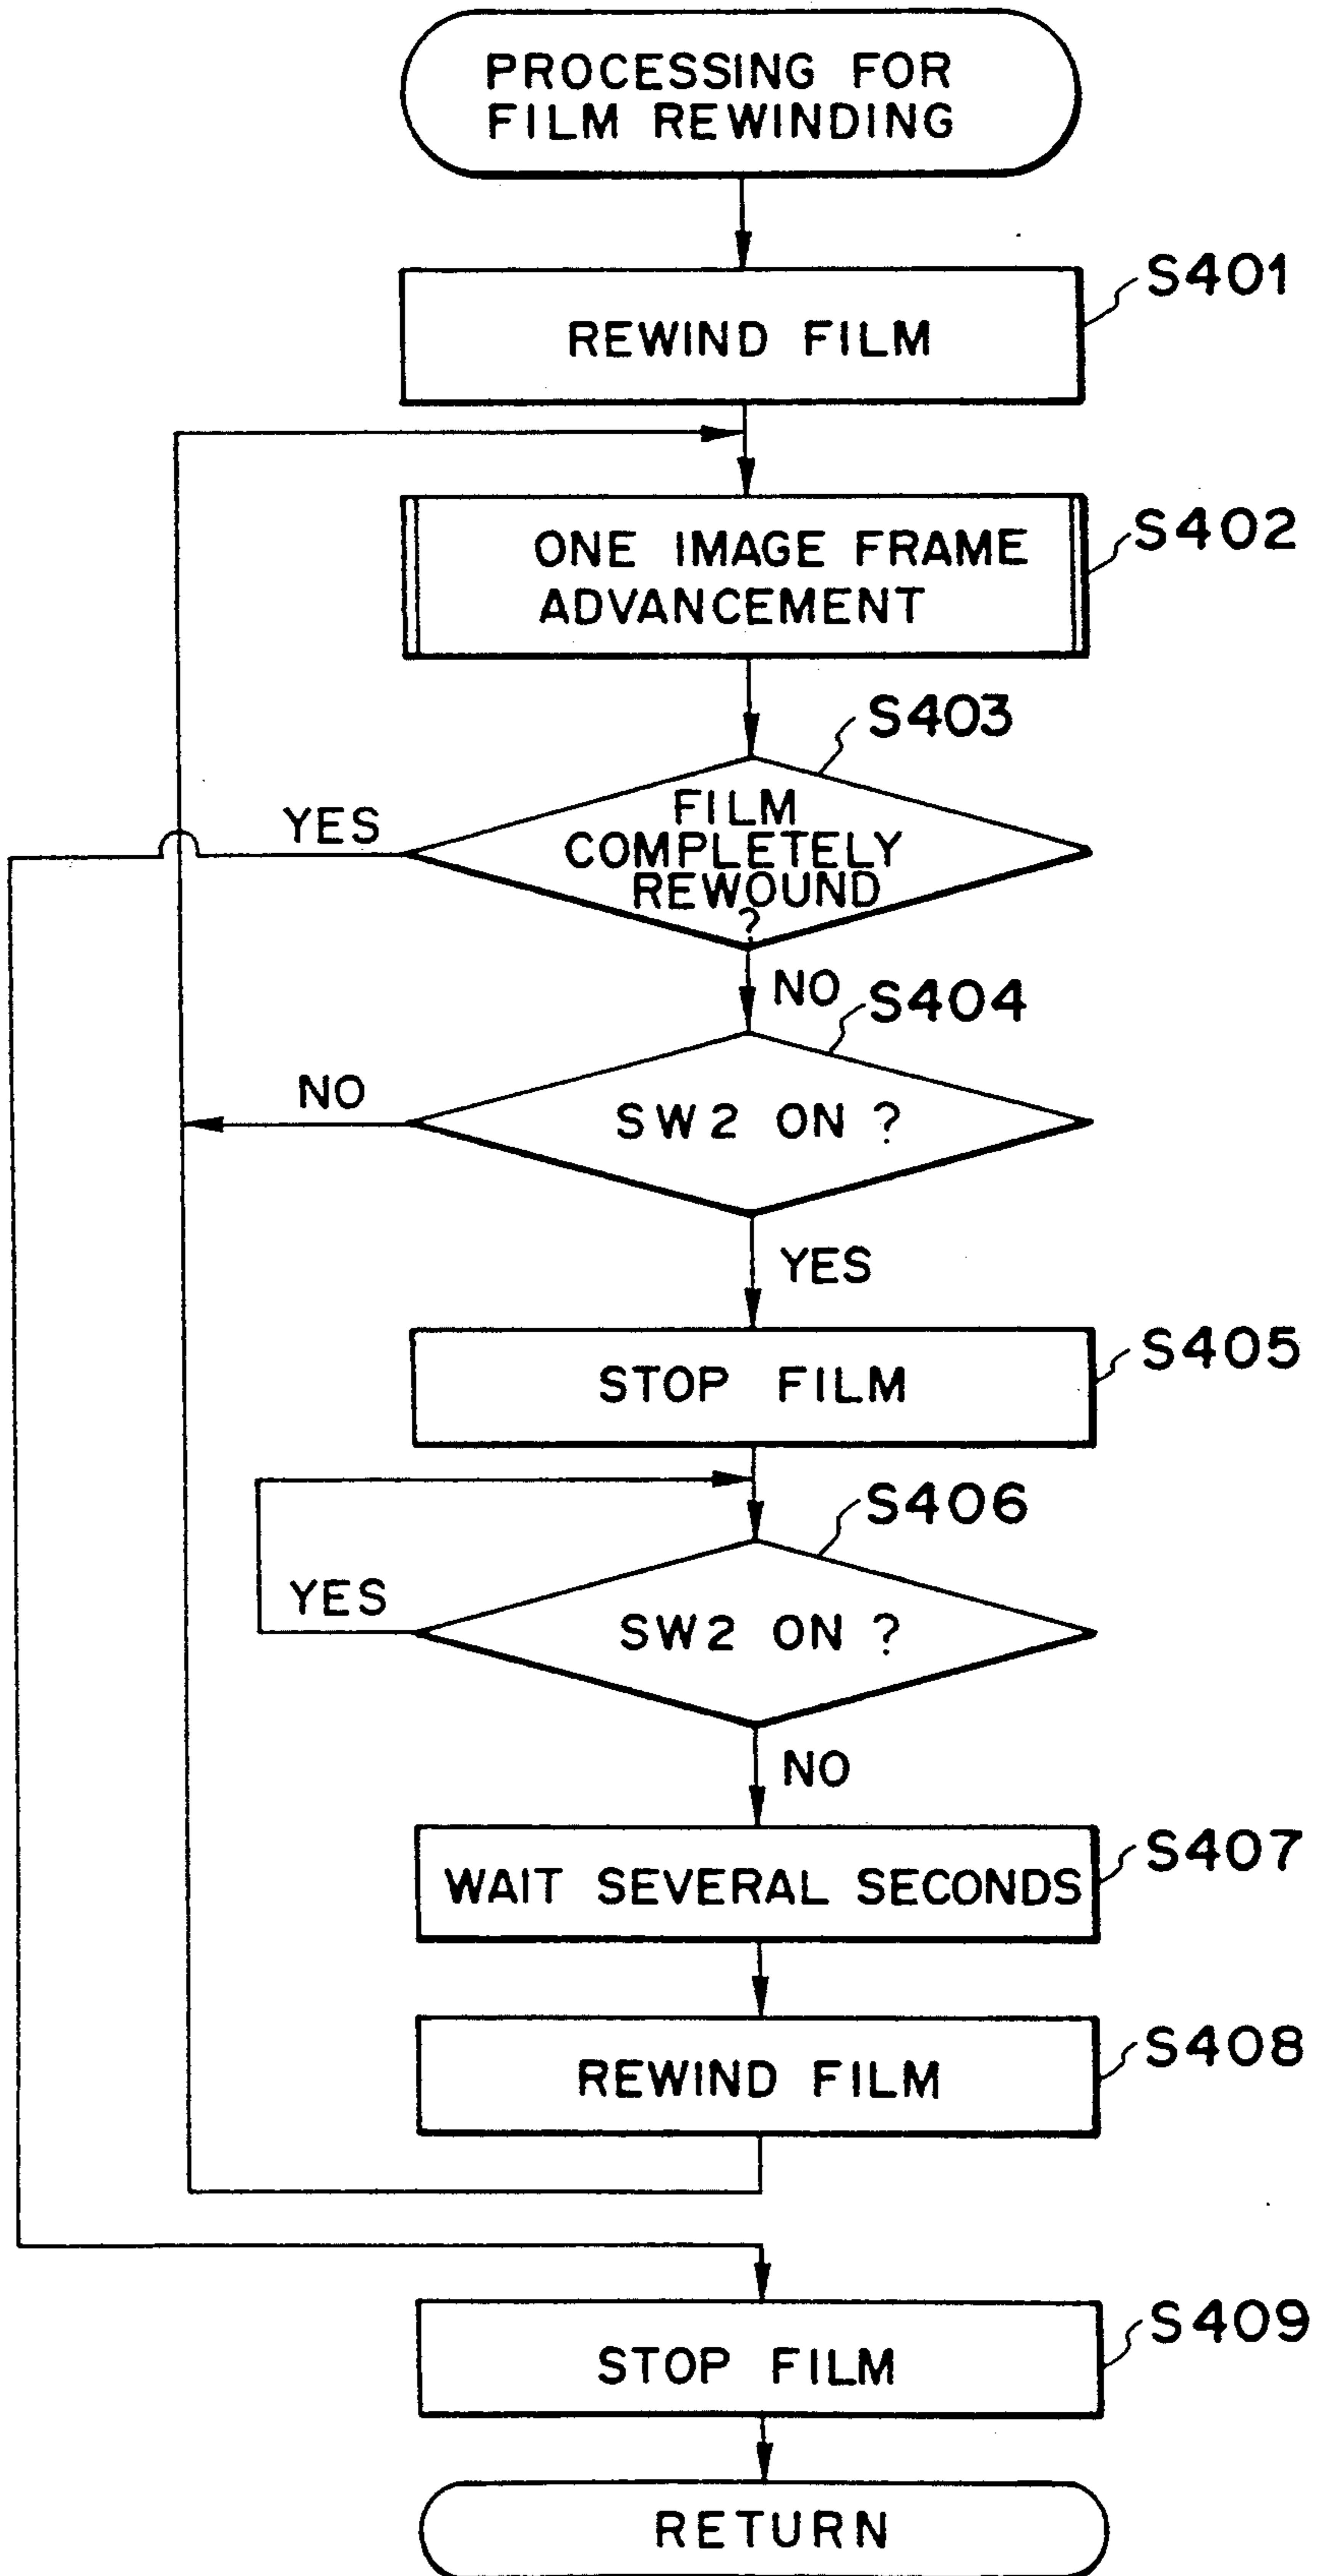 PROCESSING FOR
FILM REWINDING
S401
REWIND FILM
S402
ONE IMAGE FRAME
ADVANCEMENT
S403
YES
FILM
COMPLETELY
REWOUND
?
NO
S404
NO
SW2 ON ?
YES
S405
STOP FILM
S406
YES
SW2 ON ?
NO
S407
WAIT SEVERAL SECONDS
S408
REWIND FILM
S409
STOP FILM
RETURN